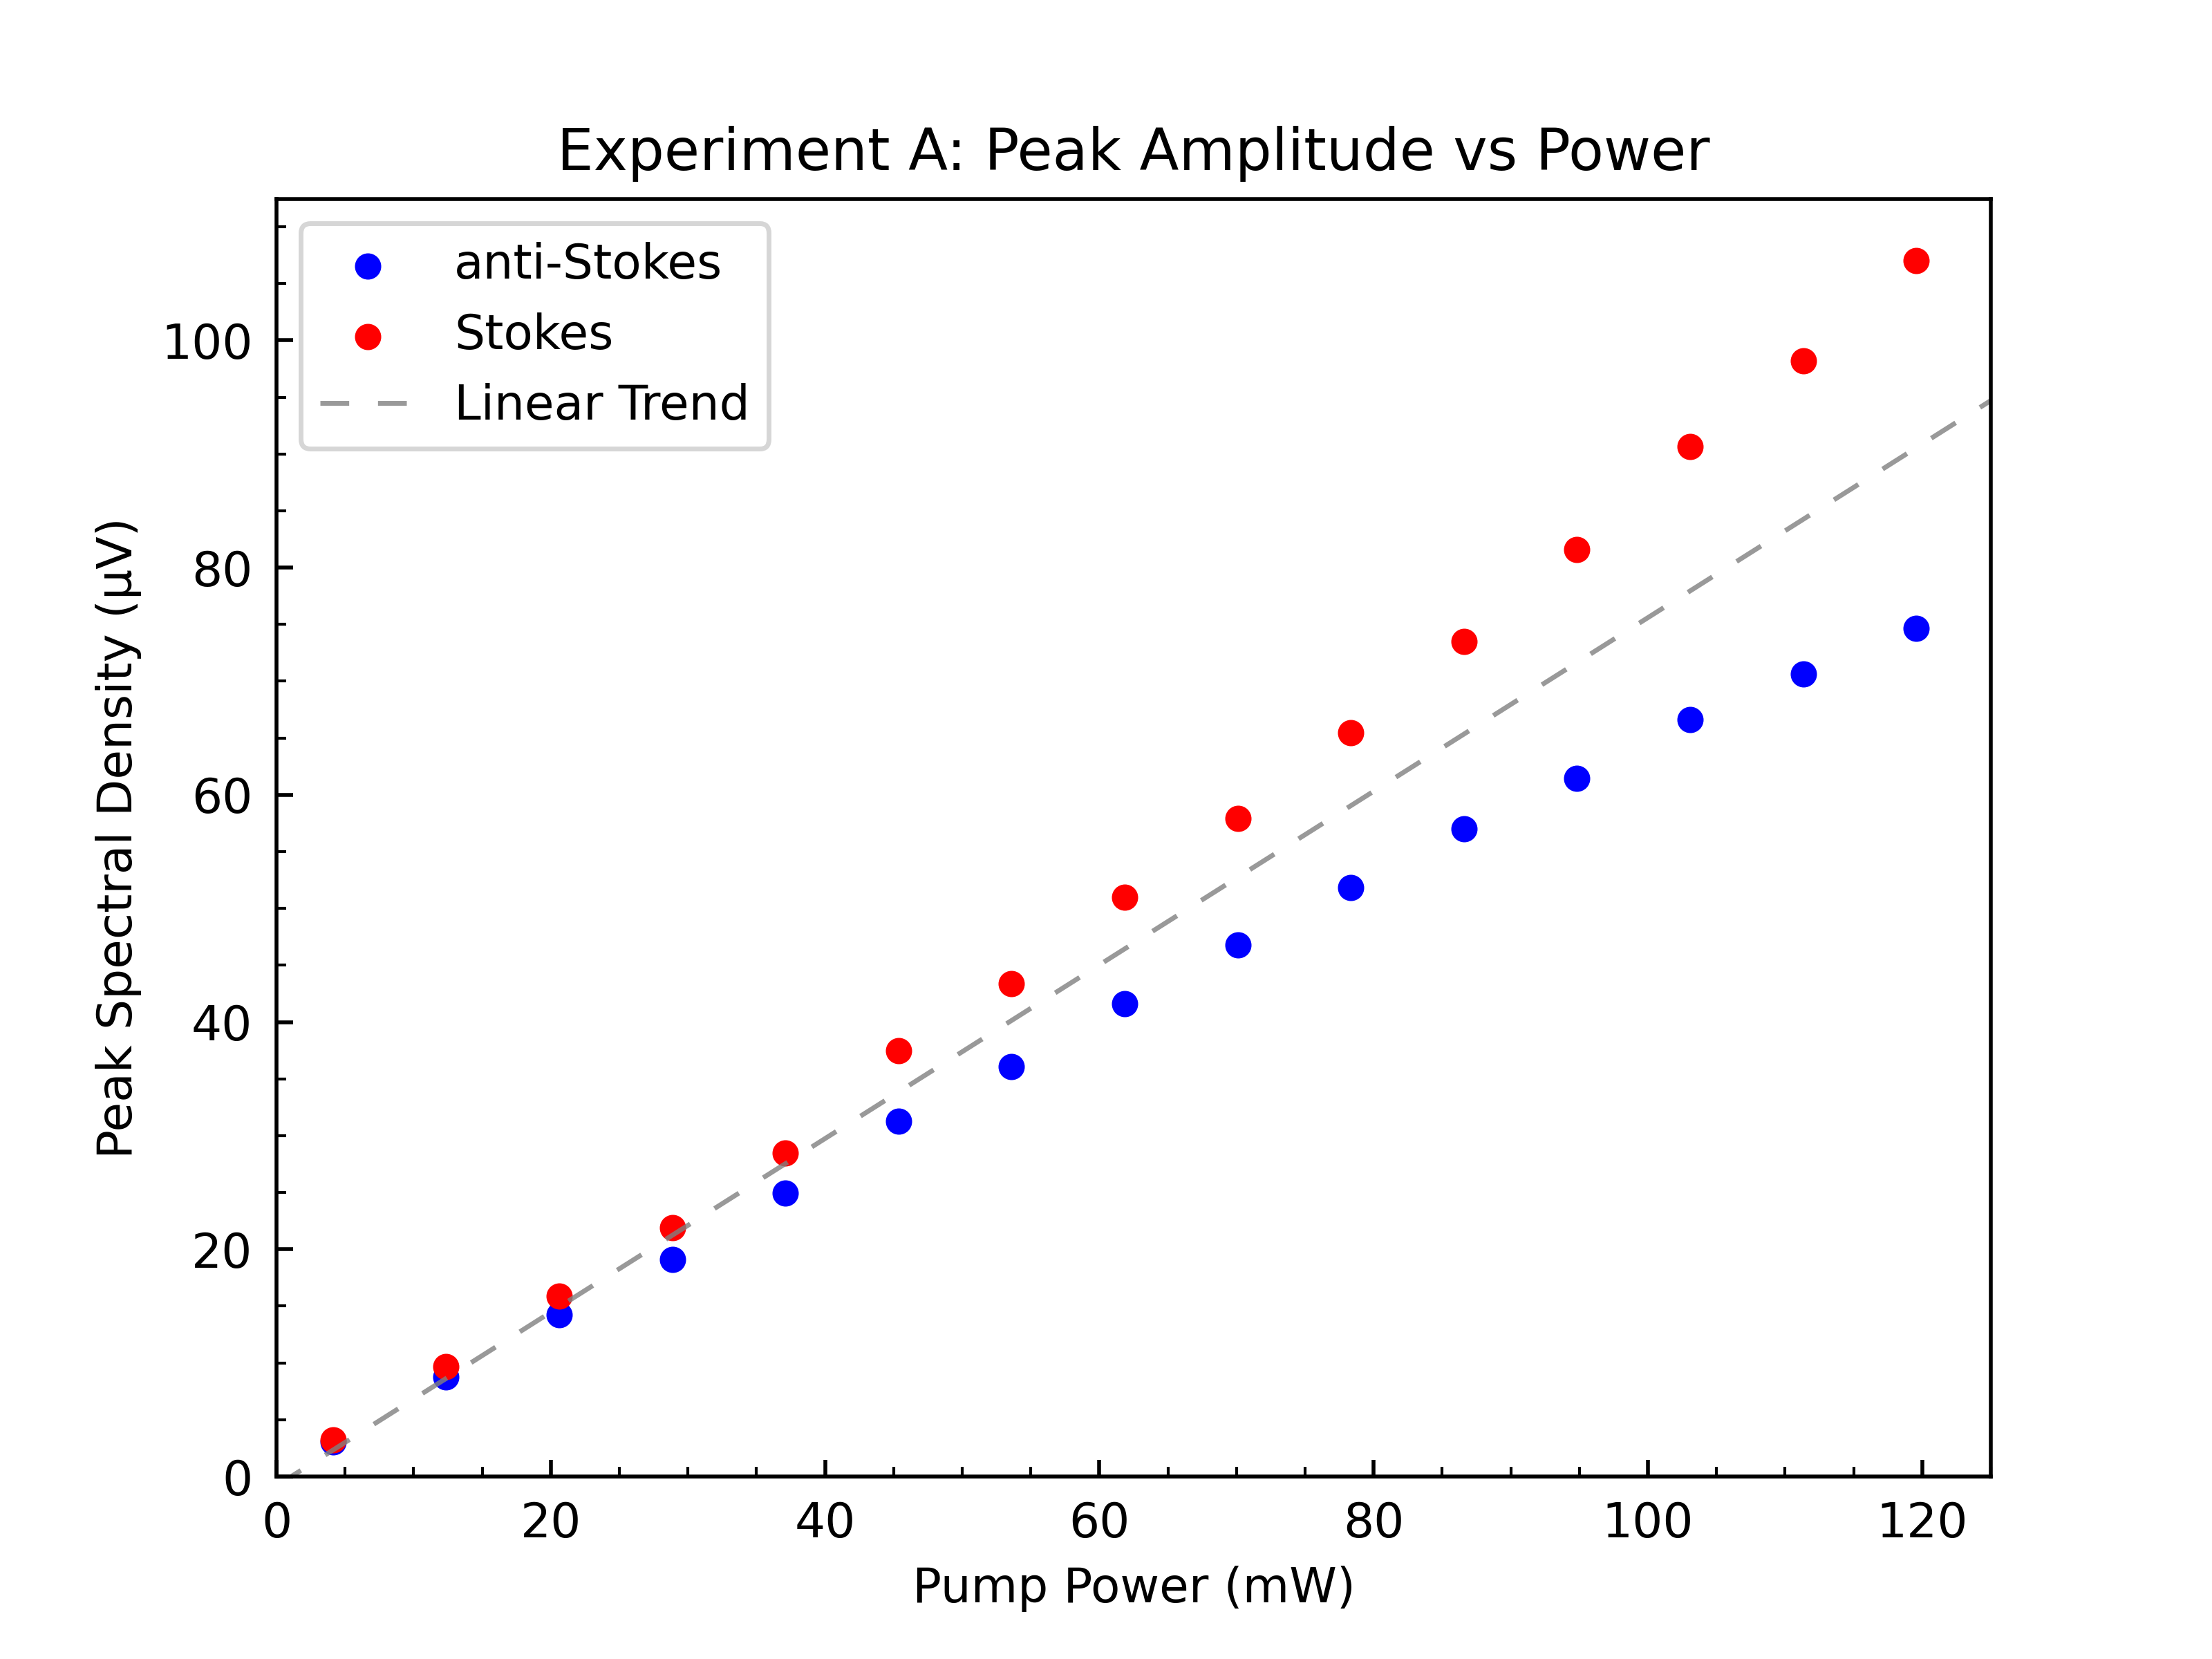 Experiment A: Peak Amplitude vs Power
anti-Stokes
Stokes
Linear Trend
Peak Spectral Density (μV)
100
80
60
40
20
0
0 20 40 60 80 100 120
Pump Power (mW)